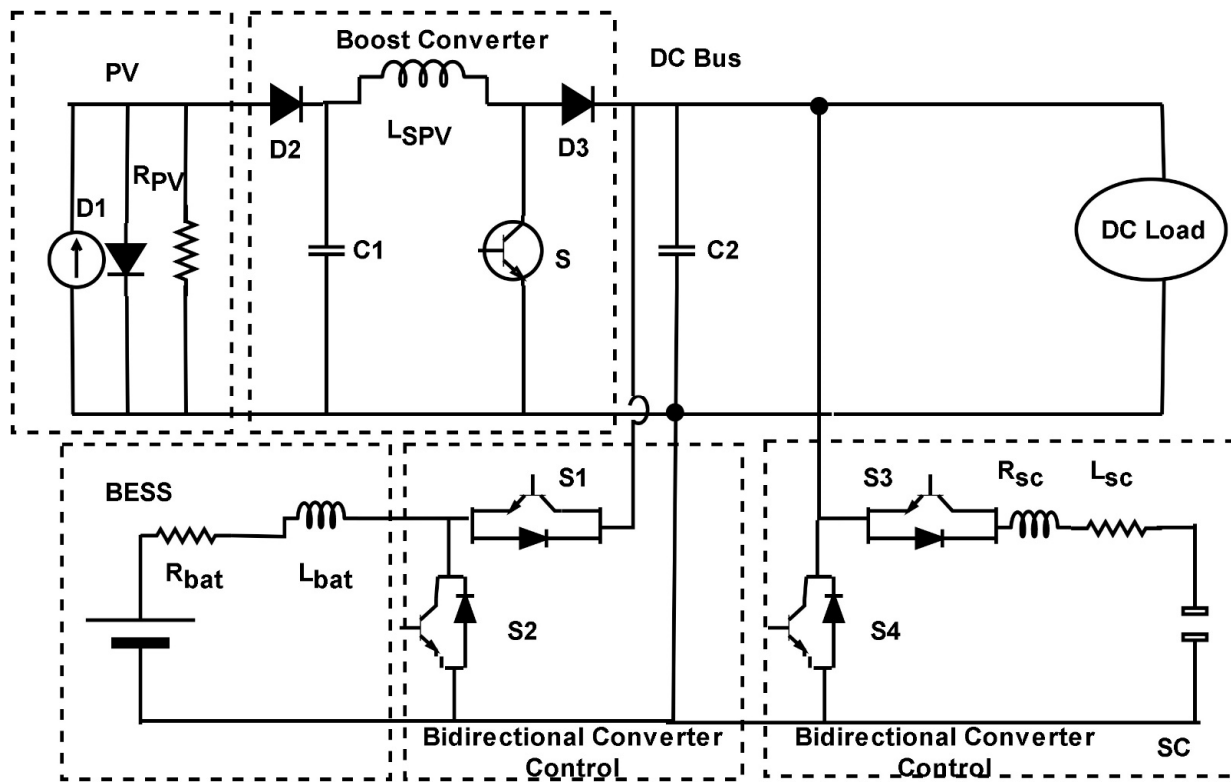 Boost Converter
PV
DC Bus
D2
LSPV
D3
RPV
D1
C1
S
C2
DC Load
BESS
S1
S3
Rsc
Lsc
Rbat
Lbat
S2
S4
Bidirectional Converter
Control
Bidirectional Converter
Control
SC